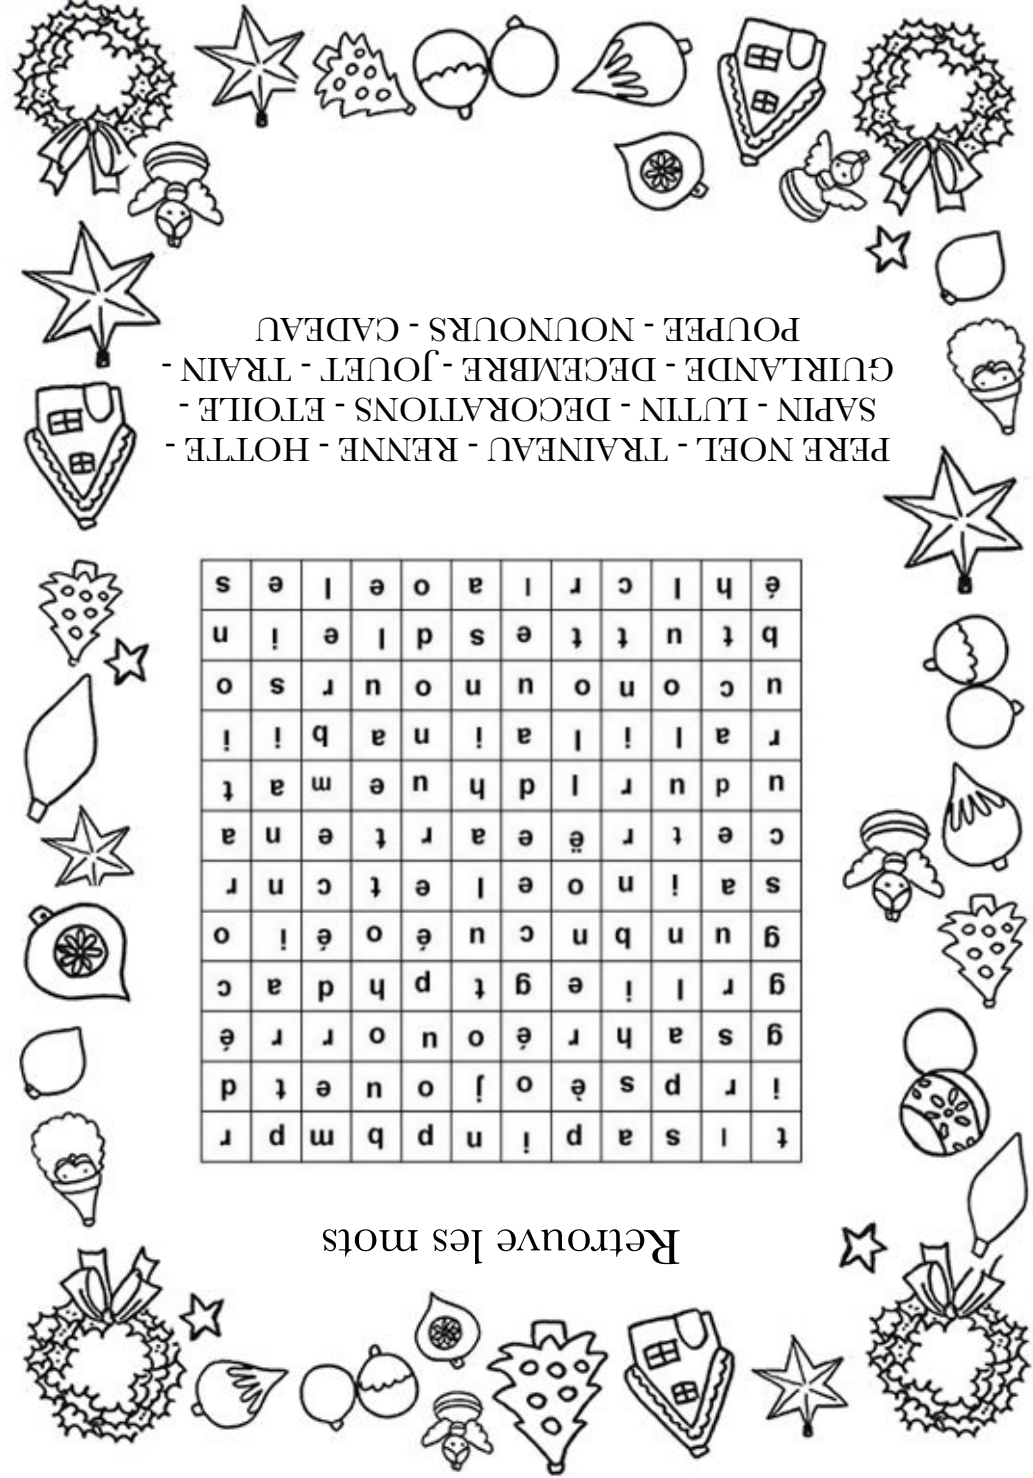 Retrouve les mots
t l s a p i n p b m p r
i r p s è o j o u e t d
g s a h r é o u o r r é
g r l i e g t p h d a c
g u n b n c u é o é i o
s a i n o e l e t c n r
c e t r ë e a r t e n a
u d u r l p h u e m a t
r a l i l a i n a b i i
u c o n o u n o u r s o
b t u t t e s d l e i n
é h l c r l a o e l e s
PERE NOEL - TRAINEAU - RENNE - HOTTE -
SAPIN - LUTIN - DECORATIONS - ETOILE -
GUIRLANDE - DECEMBRE - JOUET - TRAIN -
POUPEE - NOUNOURS - CADEAU